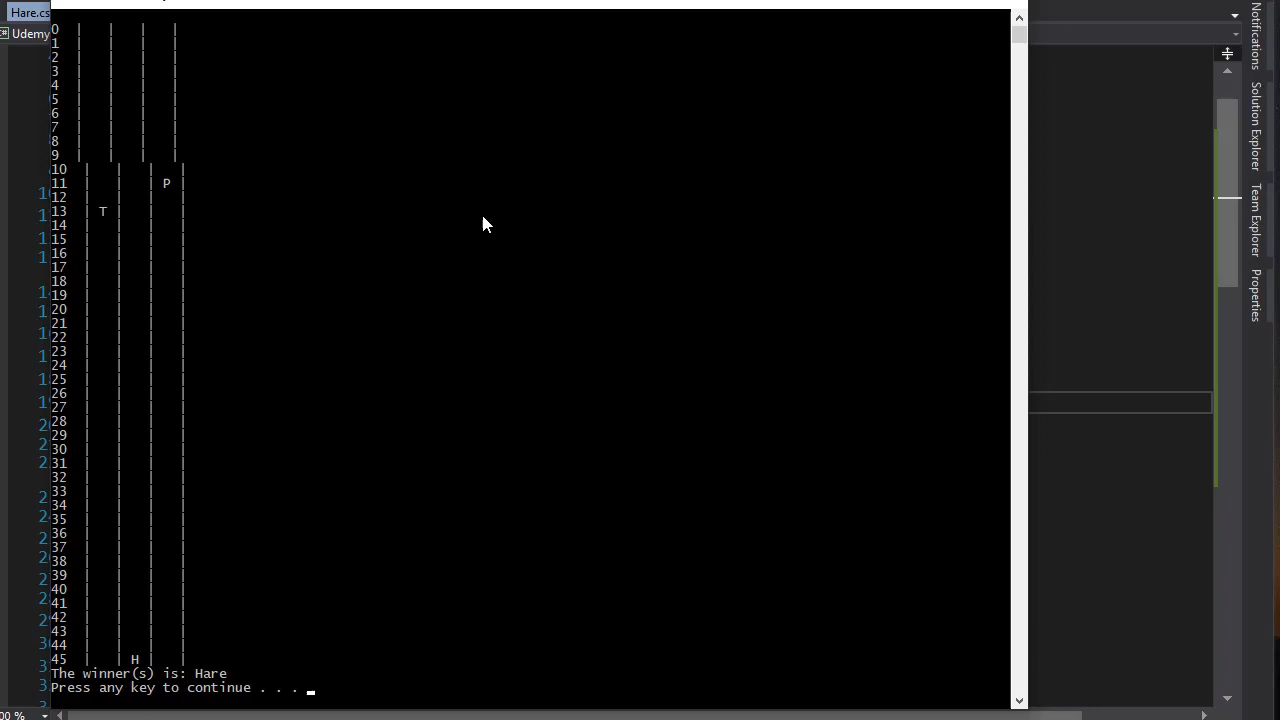 Hare.cs
Udemy
0 | | | |
1 | | | |
2 | | | |
3 | | | |
4 | | | |
5 | | | |
6 | | | |
7 | | | |
8 | | | |
9 | | | |
10 | | | |
11 | | | P |
12 | | | |
13 | T | | |
14 | | | |
15 | | | |
16 | | | |
17 | | | |
18 | | | |
19 | | | |
20 | | | |
21 | | | |
22 | | | |
23 | | | |
24 | | | |
25 | | | |
26 | | | |
27 | | | |
28 | | | |
29 | | | |
30 | | | |
31 | | | |
32 | | | |
33 | | | |
34 | | | |
35 | | | |
36 | | | |
37 | | | |
38 | | | |
39 | | | |
40 | | | |
41 | | | |
42 | | | |
43 | | | |
44 | | | |
45 | | H | |
The winner(s) is: Hare
Press any key to continue . . .
Notifications
Solution Explorer
Team Explorer
Properties